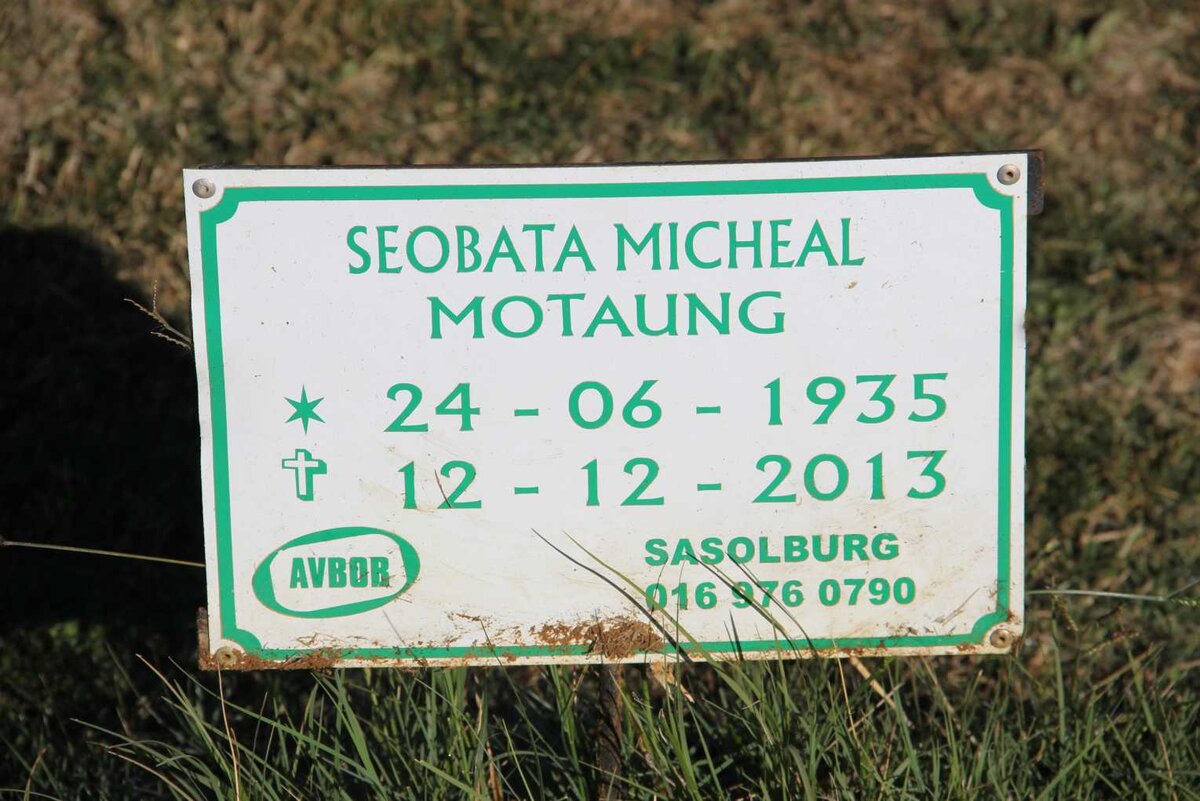 SEOBATA MICHEAL
MOTAUNG
24 - 06 - 1935
12 - 12 - 2013
AVBOB
SASOLBURG
016 976 0790